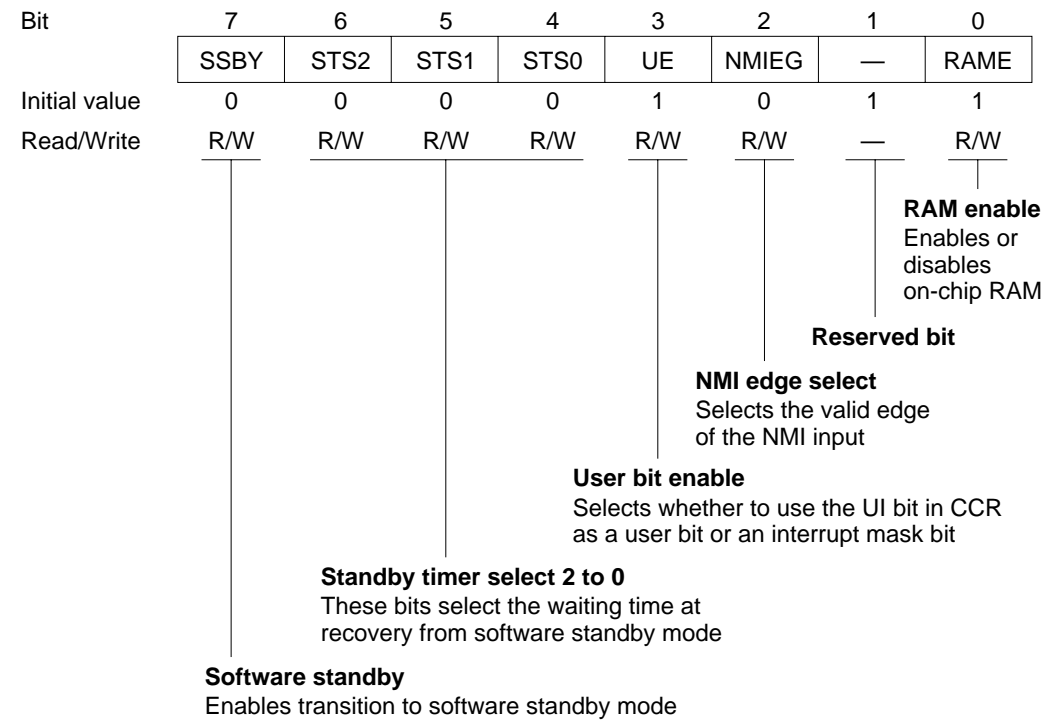 Bit 7 6 5 4 3 2 1 0
SSBY STS2 STS1 STS0 UE NMIEG — RAME
Initial value 0 0 0 0 1 0 1 1
Read/Write R/W R/W R/W R/W R/W R/W — R/W
RAM enable
Enables or
disables
on-chip RAM
Reserved bit
NMI edge select
Selects the valid edge
of the NMI input
User bit enable
Selects whether to use the UI bit in CCR
as a user bit or an interrupt mask bit
Standby timer select 2 to 0
These bits select the waiting time at
recovery from software standby mode
Software standby
Enables transition to software standby mode